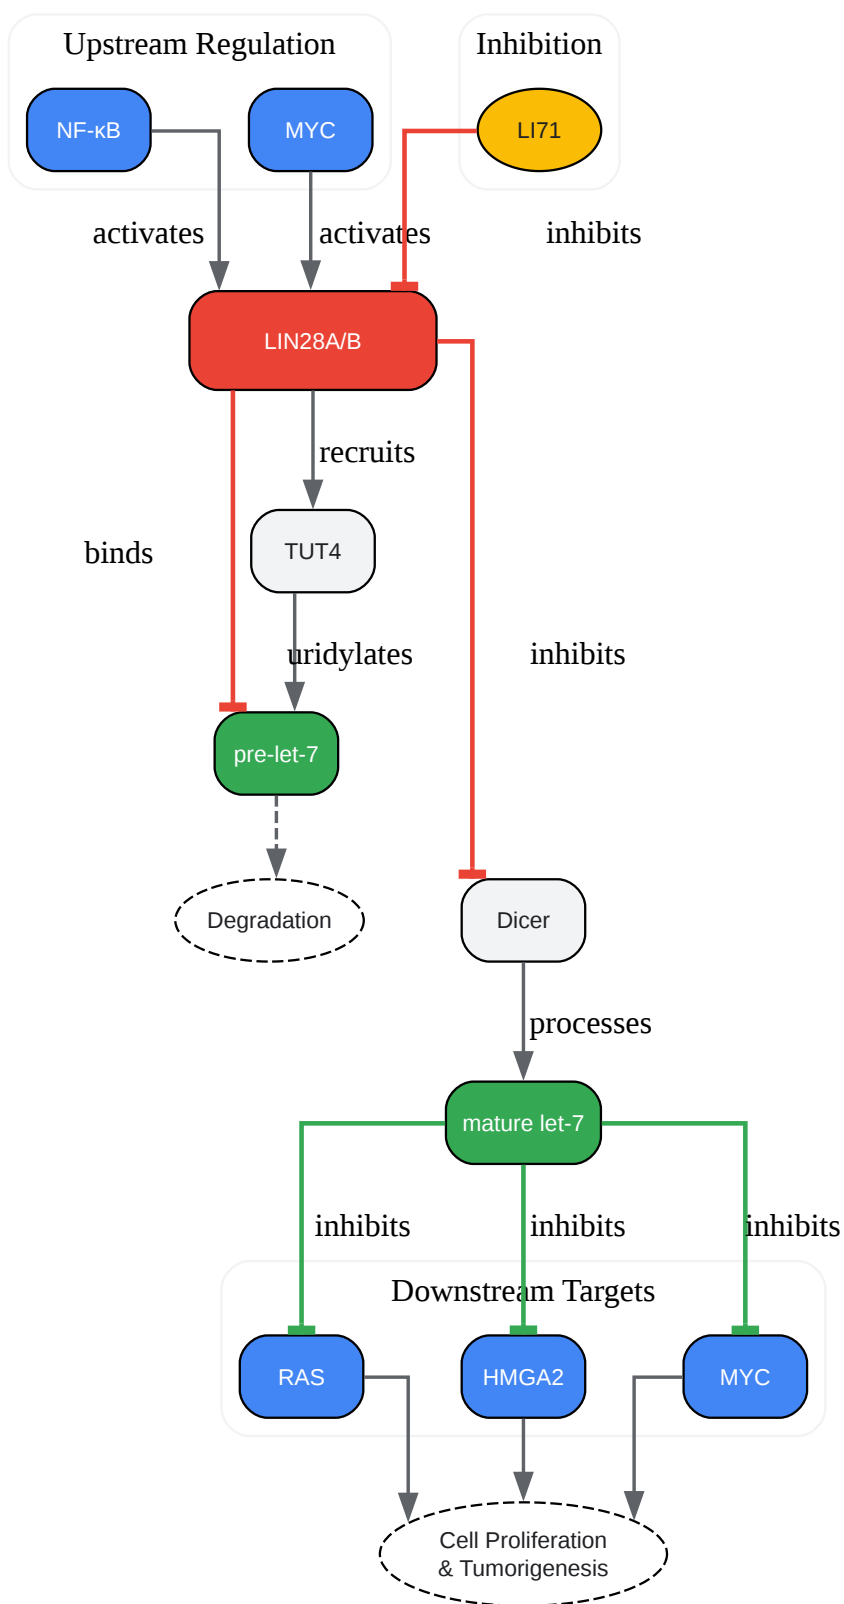 Upstream Regulation
Inhibition
NF-κB
MYC
LI71
activates
activates
inhibits
LIN28A/B
recruits
TUT4
binds
uridylates
inhibits
pre-let-7
Degradation
Dicer
processes
mature let-7
inhibits
inhibits
inhibits
Downstream Targets
RAS
HMGA2
MYC
Cell Proliferation
& Tumorigenesis